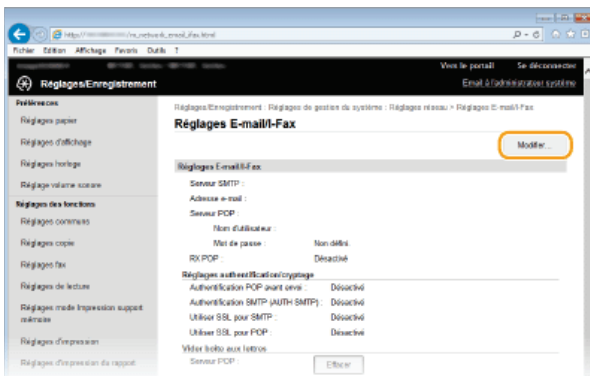 Fichier Edition Affichage Favoris Outils ?
Vers le portail Se déconnecter
Réglages/Enregistrement
Email à l'administrateur système
Préférences
Réglages papier
Réglages d'affichage
Réglages horloge
Réglage volume sonore
Réglages des fonctions
Réglages communs
Réglages copie
Réglages fax
Réglages de lecture
Réglages mode Impression support
mémoire
Réglages d'impression
Réglages d'impression de rapport
Réglages/Enregistrement : Réglages de gestion du système : Réglages réseau > Réglages E-mail/I-Fax
Réglages E-mail/I-Fax
Modifier...
Réglages E-mail/I-Fax
Serveur SMTP :
Adresse e-mail :
Serveur POP :
Nom d'utilisateur :
Mot de passe : Non défini.
RX POP : Désactivé
Réglages authentification/cryptage
Authentification POP avant envoi : Désactivé
Authentification SMTP (AUTH SMTP) : Désactivé
Utiliser SSL pour SMTP : Désactivé
Utiliser SSL pour POP : Désactivé
Vider boîte aux lettres
Serveur POP : Effacer